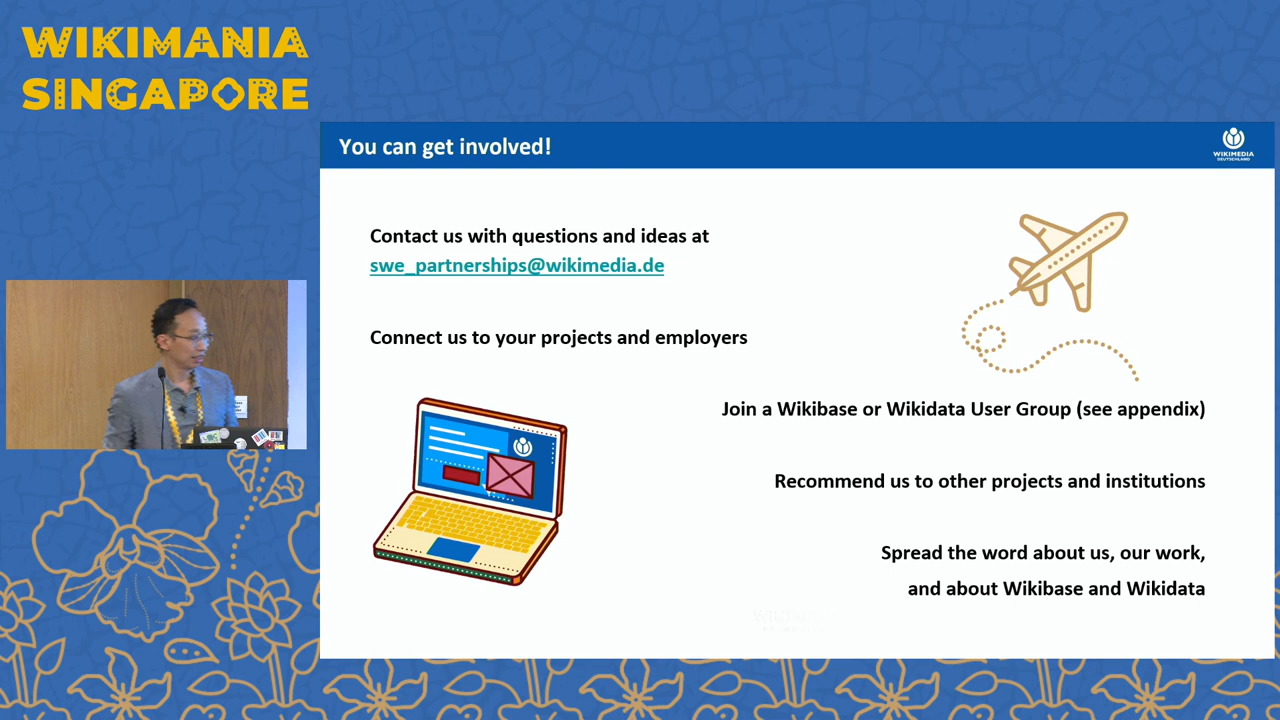 WIKIMANIA
SINGAPORE
You can get involved!
WIKIMEDIA
DEUTSCHLAND
Contact us with questions and ideas at
swe_partnerships@wikimedia.de
Connect us to your projects and employers
Join a Wikibase or Wikidata User Group (see appendix)
Recommend us to other projects and institutions
Spread the word about us, our work,
and about Wikibase and Wikidata